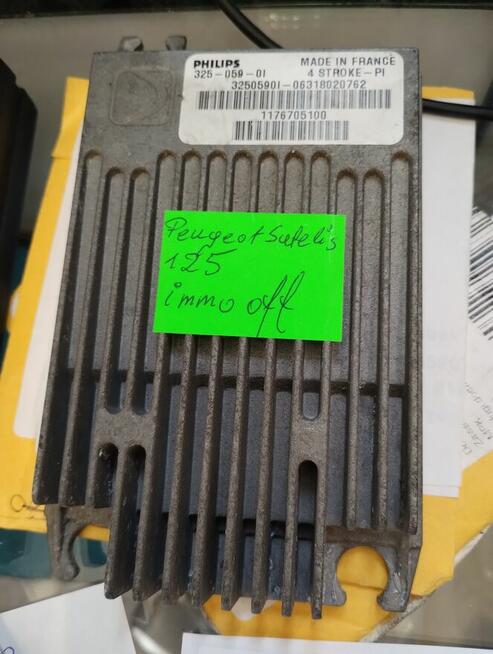 PHILIPS
MADE IN FRANCE
325-059-01
4 STROKE-PI
32505901-06318020762
1176705100
Peugeot Satelis
125
immo off